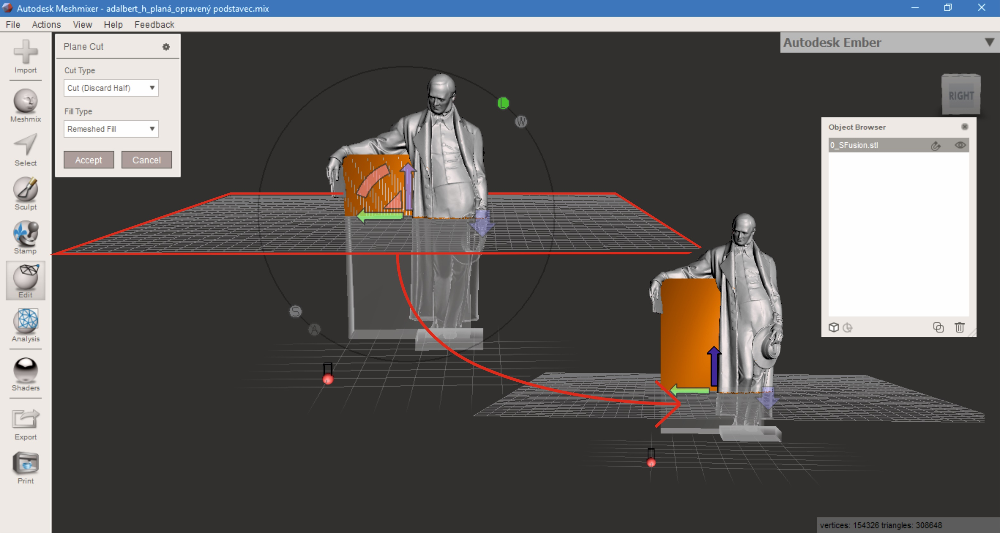 Autodesk Meshmixer - adalbert_h_planá_opravený podstavec.mix
File Actions View Help Feedback
Import
Meshmix
Select
Sculpt
Stamp
Edit
Analysis
Shaders
Export
Print
Plane Cut
Cut Type
Cut (Discard Half)
Fill Type
Remeshed Fill
Accept Cancel
L
W
S
A
Autodesk Ember
RIGHT
Object Browser
0_SFusion.stl
vertices: 154326 triangles: 308648